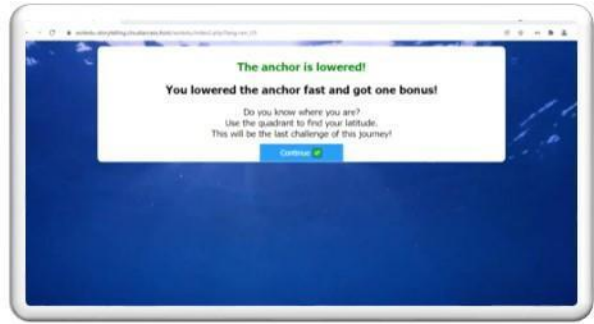 The anchor is lowered!
You lowered the anchor fast and got one bonus!
Do you know where you are?
Use the quadrant to find your latitude.
This will be the last challenge of this journey!
Continue